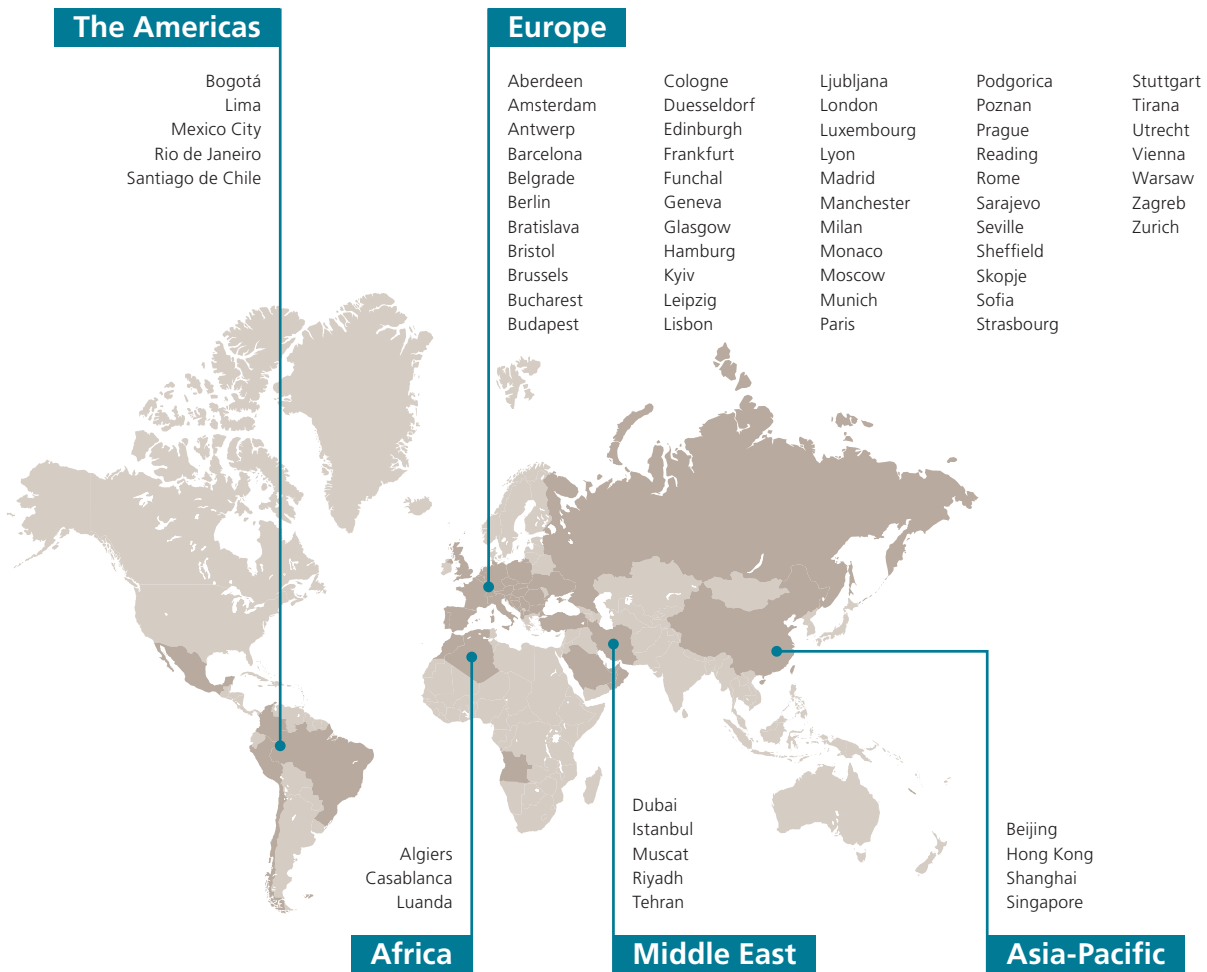 The Americas
Bogotá
Lima
Mexico City
Rio de Janeiro
Santiago de Chile
Europe
Aberdeen
Amsterdam
Antwerp
Barcelona
Belgrade
Berlin
Bratislava
Bristol
Brussels
Bucharest
Budapest
Cologne
Duesseldorf
Edinburgh
Frankfurt
Funchal
Geneva
Glasgow
Hamburg
Kyiv
Leipzig
Lisbon
Ljubljana
London
Luxembourg
Lyon
Madrid
Manchester
Milan
Monaco
Moscow
Munich
Paris
Podgorica
Poznan
Prague
Reading
Rome
Sarajevo
Seville
Sheffield
Skopje
Sofia
Strasbourg
Stuttgart
Tirana
Utrecht
Vienna
Warsaw
Zagreb
Zurich
Algiers
Casablanca
Luanda
Africa
Dubai
Istanbul
Muscat
Riyadh
Tehran
Middle East
Beijing
Hong Kong
Shanghai
Singapore
Asia-Pacific